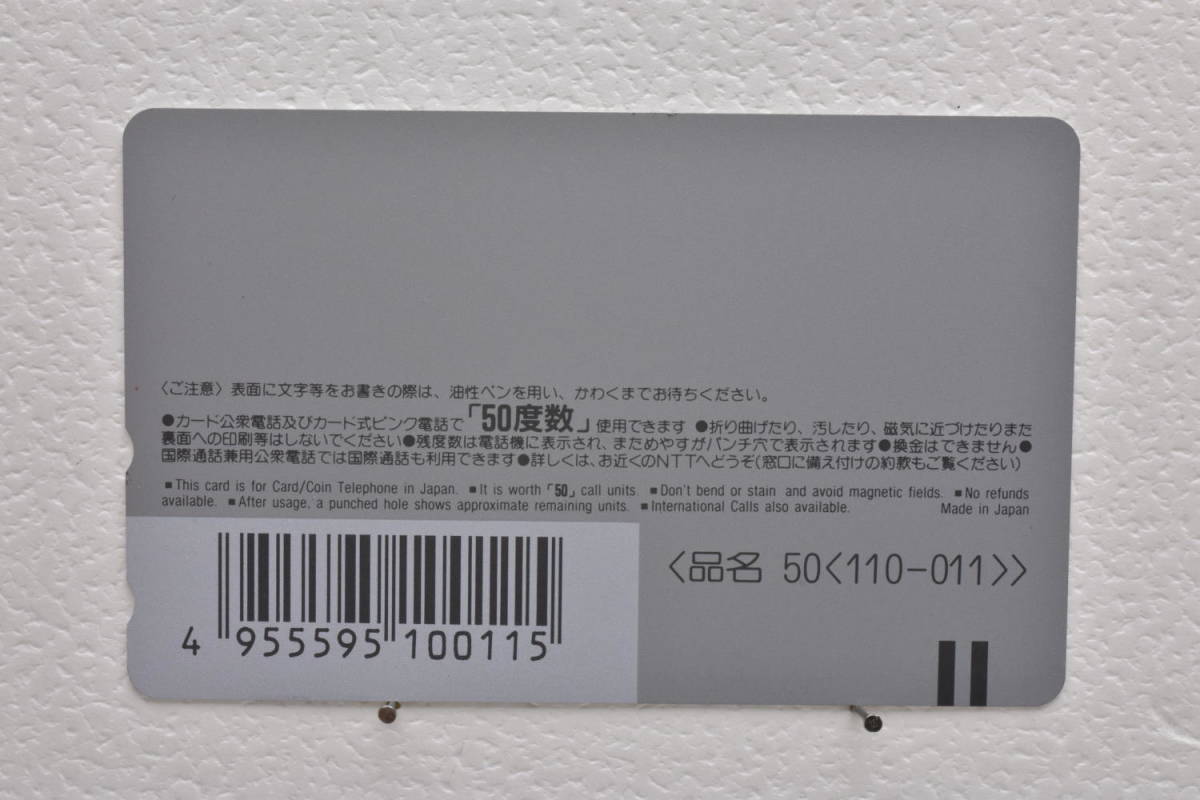 〈ご注意〉表面に文字等をお書きの際は、油性ペンを用い、かわくまでお待ちください。
●カード公衆電話及びカード式ピンク電話で「50度数」使用できます ●折り曲げたり、汚したり、磁気に近づけたりまた
裏面への印刷等はしないでください●残度数は電話機に表示され、まためやすがパンチ穴で表示されます●換金はできません●
国際通話兼用公衆電話では国際通話も利用できます●詳しくは、お近くのNTTへどうぞ(窓口に備え付けの約款もご覧ください)
■This card is for Card/Coin Telephone in Japan. ■It is worth「50」call units. ■Don't bend or stain and avoid magnetic fields. ■No refunds
available. ■After usage, a punched hole shows approximate remaining units. ■International Calls also available. Made in Japan
〈品名 50〈110-011〉〉
4 955595 100115